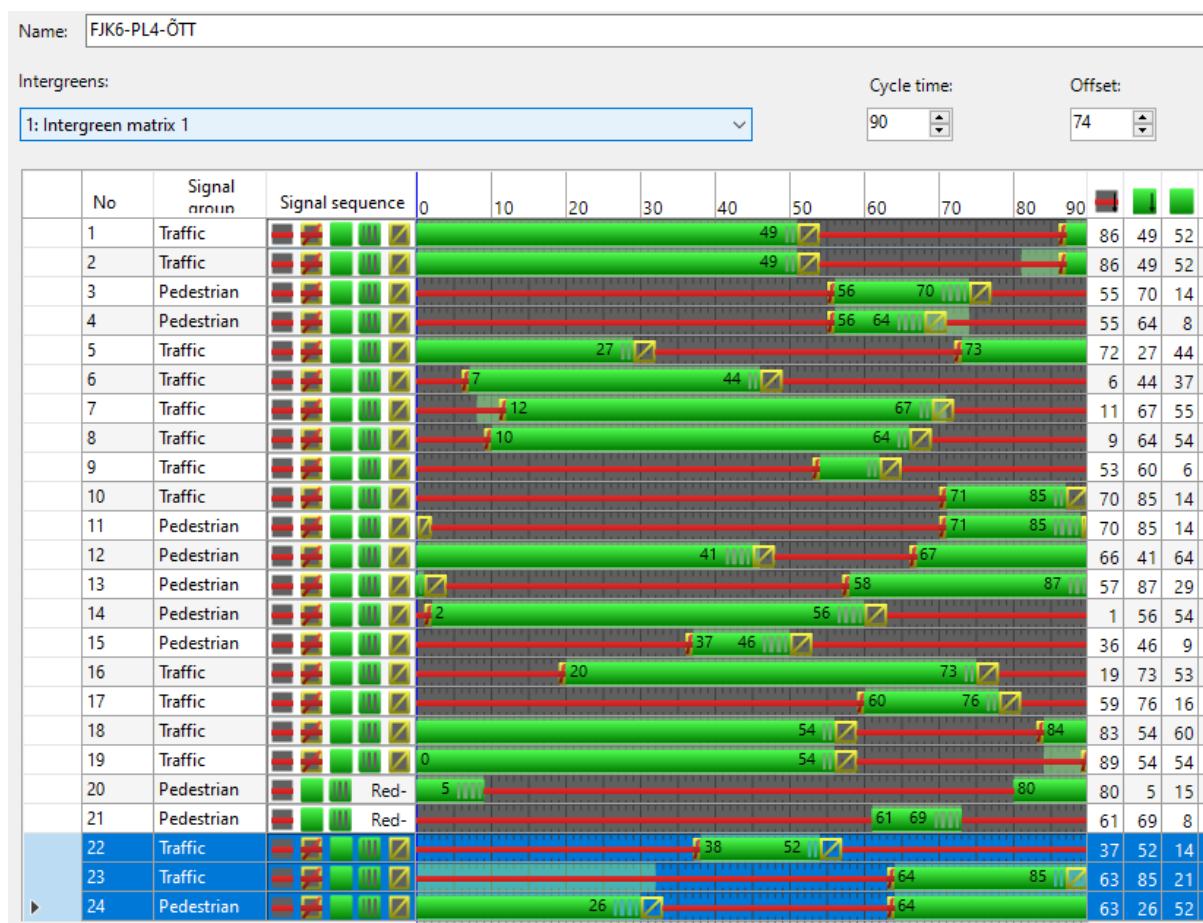 Name: FJK6-PL4-ÕTT
Intergreens: Cycle time: Offset:
1: Intergreen matrix 1 90 74
No Signal group Signal sequence 0 10 20 30 40 50 60 70 80 90
1 Traffic 49 86 49 52
2 Traffic 49 86 49 52
3 Pedestrian 56 70 55 70 14
4 Pedestrian 56 64 55 64 8
5 Traffic 27 73 72 27 44
6 Traffic 7 44 6 44 37
7 Traffic 12 67 11 67 55
8 Traffic 10 64 9 64 54
9 Traffic 53 60 6
10 Traffic 71 85 70 85 14
11 Pedestrian 71 85 70 85 14
12 Pedestrian 41 67 66 41 64
13 Pedestrian 58 87 57 87 29
14 Pedestrian 2 56 1 56 54
15 Pedestrian 37 46 36 46 9
16 Traffic 20 73 19 73 53
17 Traffic 60 76 59 76 16
18 Traffic 54 84 83 54 60
19 Traffic 0 54 89 54 54
20 Pedestrian Red- 5 80 80 5 15
21 Pedestrian Red- 61 69 61 69 8
22 Traffic 38 52 37 52 14
23 Traffic 64 85 63 85 21
24 Pedestrian 26 64 63 26 52